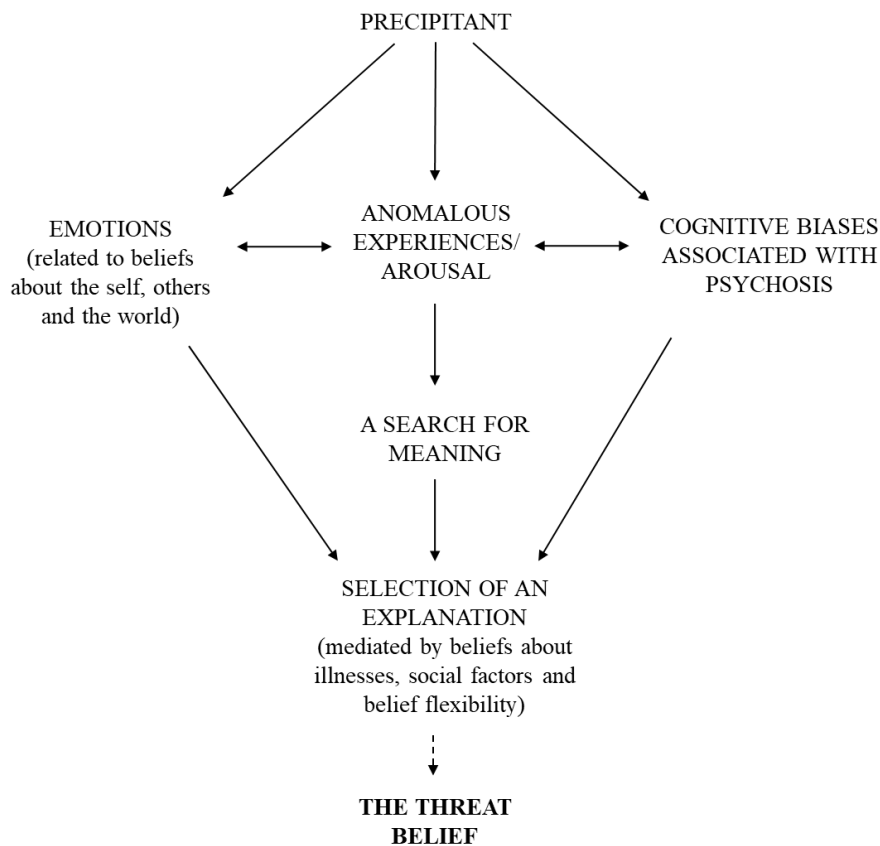 PRECIPITANT
EMOTIONS
(related to beliefs
about the self, others
and the world)
ANOMALOUS
EXPERIENCES/
AROUSAL
COGNITIVE BIASES
ASSOCIATED WITH
PSYCHOSIS
A SEARCH FOR
MEANING
SELECTION OF AN
EXPLANATION
(mediated by beliefs about
illnesses, social factors and
belief flexibility)
THE THREAT
BELIEF